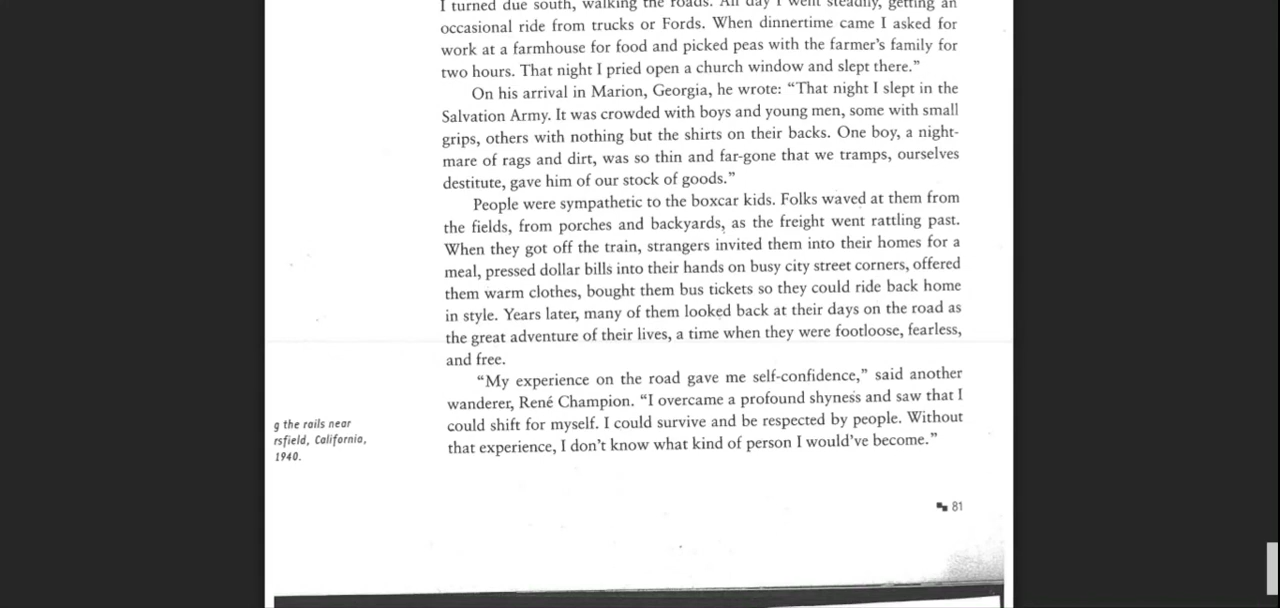 I turned due south, walking the roads. All day I went steadily, getting an
occasional ride from trucks or Fords. When dinnertime came I asked for
work at a farmhouse for food and picked peas with the farmer's family for
two hours. That night I pried open a church window and slept there."
On his arrival in Marion, Georgia, he wrote: "That night I slept in the
Salvation Army. It was crowded with boys and young men, some with small
grips, others with nothing but the shirts on their backs. One boy, a night-
mare of rags and dirt, was so thin and far-gone that we tramps, ourselves
destitute, gave him of our stock of goods."
People were sympathetic to the boxcar kids. Folks waved at them from
the fields, from porches and backyards, as the freight went rattling past.
When they got off the train, strangers invited them into their homes for a
meal, pressed dollar bills into their hands on busy city street corners, offered
them warm clothes, bought them bus tickets so they could ride back home
in style. Years later, many of them looked back at their days on the road as
the great adventure of their lives, a time when they were footloose, fearless,
and free.
"My experience on the road gave me self-confidence," said another
wanderer, René Champion. "I overcame a profound shyness and saw that I
could shift for myself. I could survive and be respected by people. Without
that experience, I don't know what kind of person I would've become."
g the rails near
rsfield, California,
1940.
81